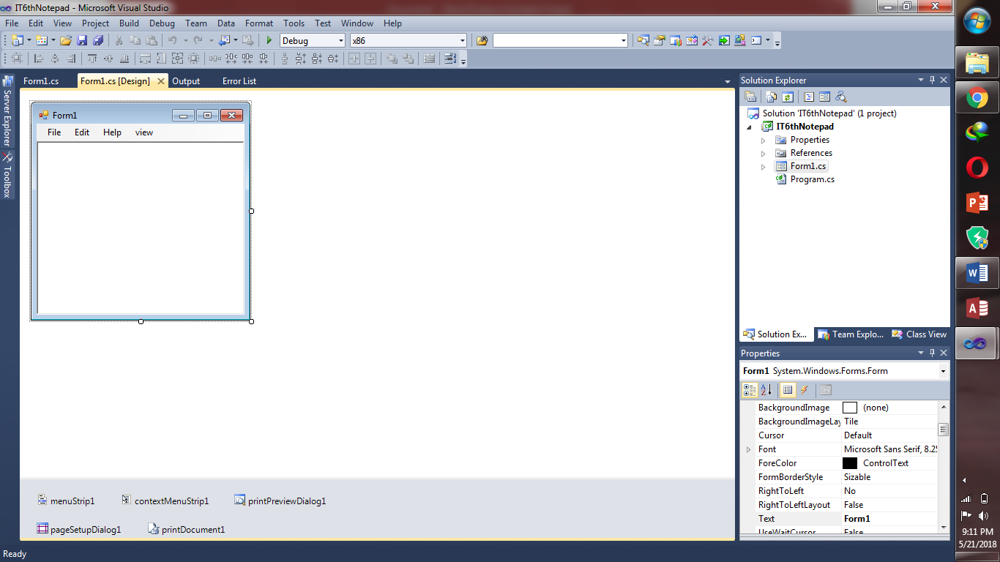 IT6thNotepad - Microsoft Visual Studio
File Edit View Project Build Debug Team Data Format Tools Test Window Help
Debug x86
Form1.cs Form1.cs [Design] Output Error List
Server Explorer
Toolbox
Form1
File Edit Help view
menuStrip1 contextMenuStrip1 printPreviewDialog1
pageSetupDialog1 printDocument1
Solution Explorer
Solution 'IT6thNotepad' (1 project)
IT6thNotepad
Properties
References
Form1.cs
Program.cs
Solution Ex... Team Explo... Class View
Properties
Form1 System.Windows.Forms.Form
BackgroundImage (none)
BackgroundImageLay Tile
Cursor Default
Font Microsoft Sans Serif, 8.25
ForeColor ControlText
FormBorderStyle Sizable
RightToLeft No
RightToLeftLayout False
Text Form1
UseWaitCursor False
Ready
9:11 PM
5/21/2018